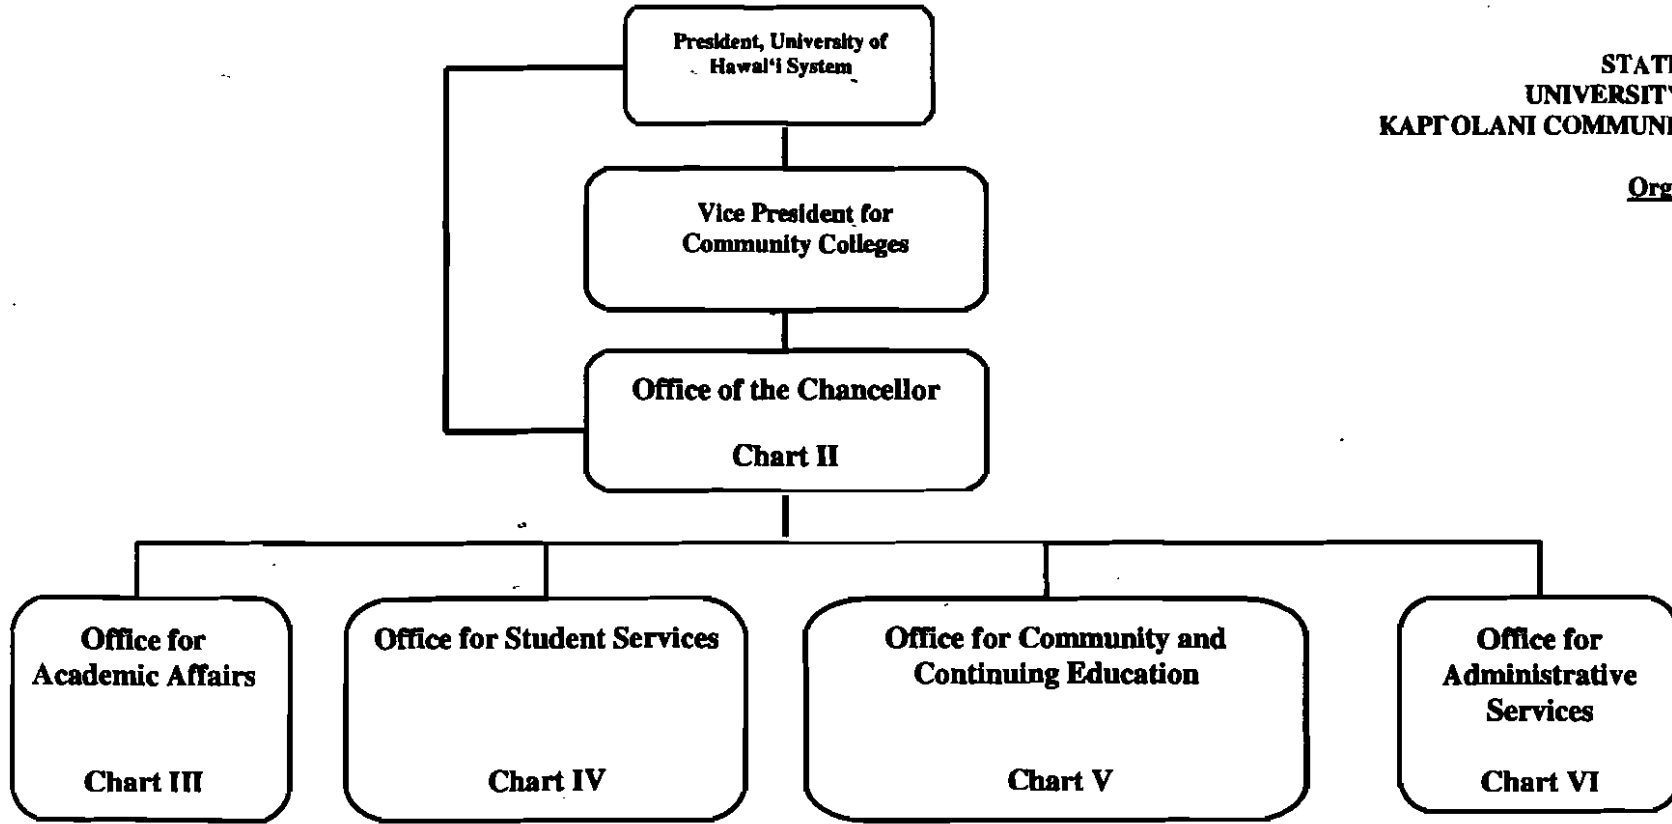 President, University of
Hawai'i System
STAT
UNIVERSITY
KAPI'OLANI COMMUNI
Org
Vice President for
Community Colleges
Office of the Chancellor
Chart II
Office for
Academic Affairs
Chart III
Office for Student Services
Chart IV
Office for Community and
Continuing Education
Chart V
Office for
Administrative
Services
Chart VI